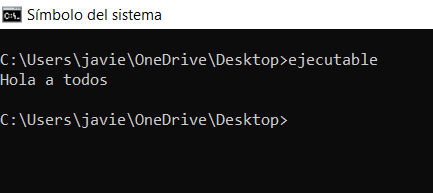 Símbolo del sistema
C:\Users\javie\OneDrive\Desktop>ejecutable
Hola a todos
C:\Users\javie\OneDrive\Desktop>